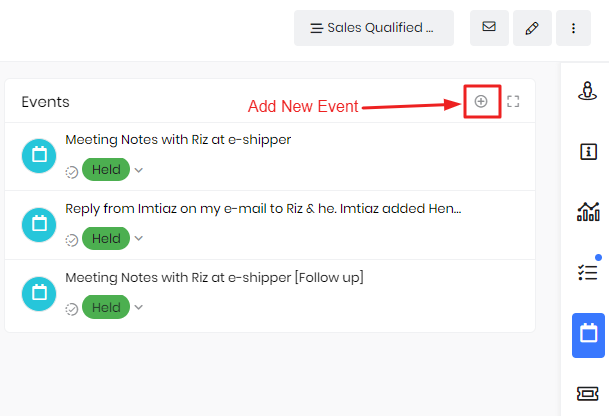 Sales Qualified ...
Events
Add New Event
Meeting Notes with Riz at e-shipper
Held
Reply from Imtiaz on my e-mail to Riz & he. Imtiaz added Hen...
Held
Meeting Notes with Riz at e-shipper [Follow up]
Held